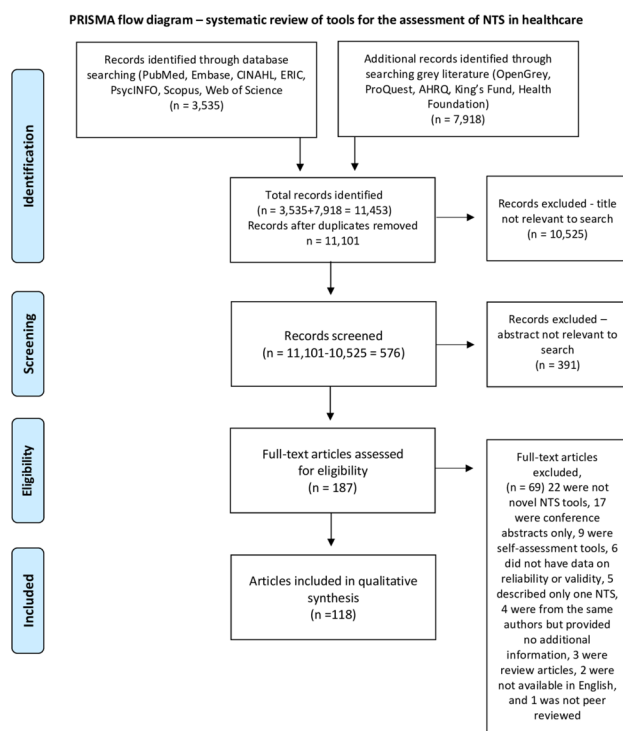 PRISMA flow diagram – systematic review of tools for the assessment of NTS in healthcare
Records identified through database
searching (PubMed, Embase, CINAHL, ERIC,
PsycINFO, Scopus, Web of Science
(n = 3,535)
Additional records identified through
searching grey literature (OpenGrey,
ProQuest, AHRQ, King's Fund, Health
Foundation)
(n = 7,918)
Identification
Total records identified
(n = 3,535+7,918 = 11,453)
Records after duplicates removed
n = 11,101
Records excluded - title
not relevant to search
(n = 10,525)
Screening
Records screened
(n = 11,101-10,525 = 576)
Records excluded –
abstract not relevant to
search
(n = 391)
Eligibility
Full-text articles assessed
for eligibility
(n = 187)
Full-text articles
excluded,
(n = 69) 22 were not
novel NTS tools, 17
were conference
abstracts only, 9 were
self-assessment tools, 6
did not have data on
reliability or validity, 5
described only one NTS,
4 were from the same
authors but provided
no additional
information, 3 were
review articles, 2 were
not available in English,
and 1 was not peer
reviewed
Included
Articles included in qualitative
synthesis
(n =118)